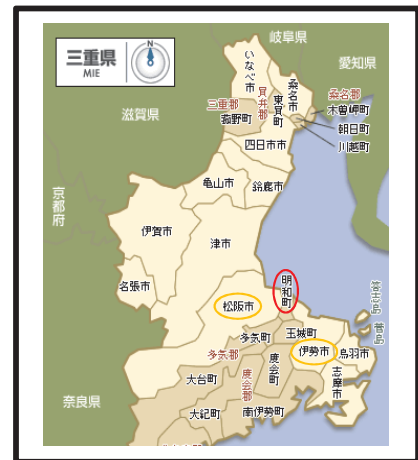 三重県
MIE
N
岐阜県
愛知県
滋賀県
京都府
奈良県
いなべ市
桑名市
桑名郡
木曽岬町
員弁郡
東員町
三重郡
菰野町
朝日町
川越町
四日市市
亀山市
鈴鹿市
伊賀市
津市
名張市
松阪市
明和町
答志島
菅島
多気町
玉城町
伊勢市
鳥羽市
多気郡
度会町
志摩市
大台町
度会郡
大紀町
南伊勢町